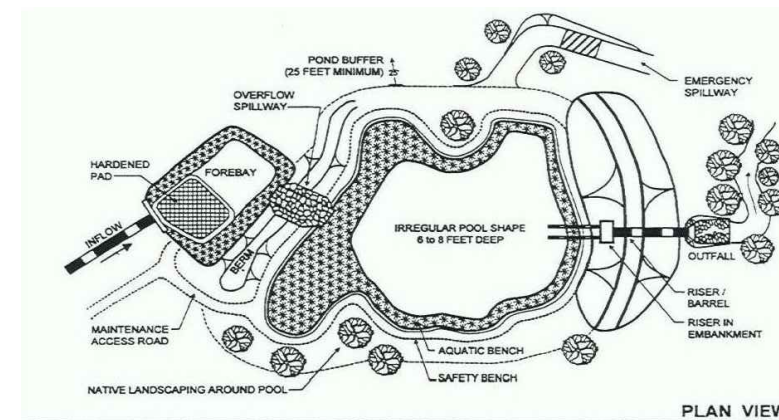 POND BUFFER
(25 FEET MINIMUM)
25'
EMERGENCY
SPILLWAY
OVERFLOW
SPILLWAY
HARDENED
PAD
FOREBAY
INFLOW
BERM
IRREGULAR POOL SHAPE
6 to 8 FEET DEEP
OUTFALL
RISER /
BARREL
RISER IN
EMBANKMENT
MAINTENANCE
ACCESS ROAD
AQUATIC BENCH
NATIVE LANDSCAPING AROUND POOL
SAFETY BENCH
PLAN VIEW